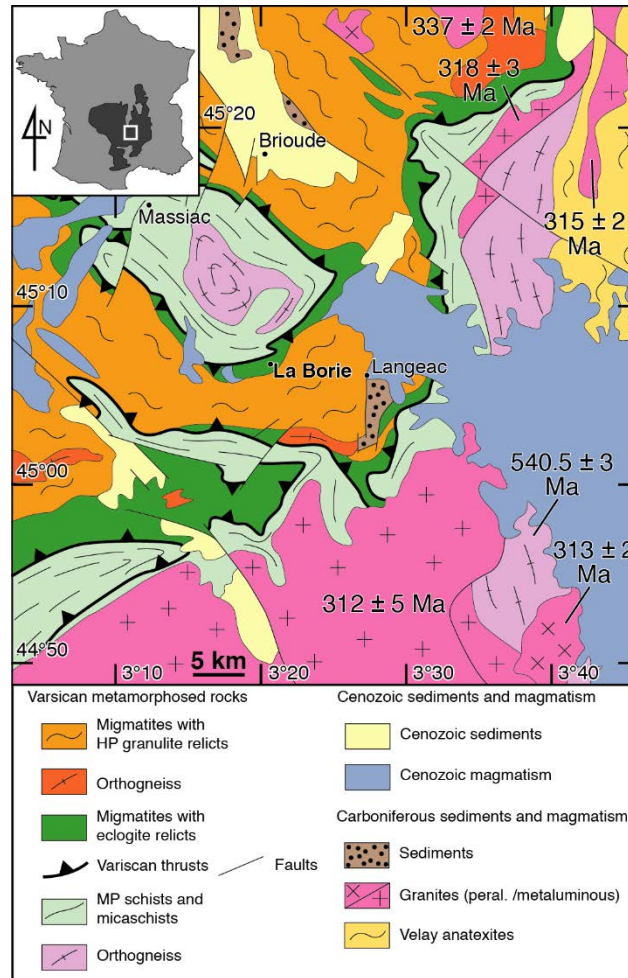 337 ± 2 Ma
318 ± 3
Ma
N
45°20
Brioude
Massiac
315 ± 2
Ma
45°10
La Borie
Langeac
540.5 ± 3
Ma
45°00
313 ± 2
Ma
312 ± 5 Ma
44°50
3°10
5 km
3°20
3°30
3°40
Varsican metamorphosed rocks
Migmatites with
HP granulite relicts
Orthogneiss
Migmatites with
eclogite relicts
Variscan thrusts
Faults
MP schists and
micaschists
Orthogneiss
Cenozoic sediments and magmatism
Cenozoic sediments
Cenozoic magmatism
Carboniferous sediments and magmatism
Sediments
Granites (peral. /metaluminous)
Velay anatexites